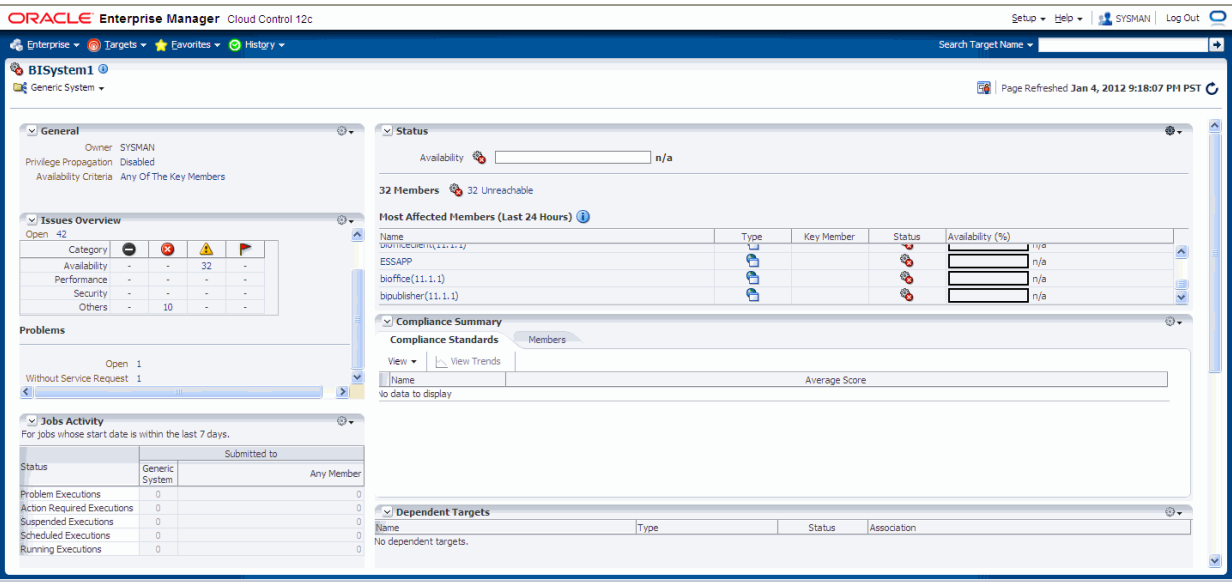 ORACLE Enterprise Manager Cloud Control 12c
Setup Help SYSMAN Log Out
Enterprise Targets Favorites History Search Target Name
BISystem1
Generic System Page Refreshed Jan 4, 2012 9:18:07 PM PST
General
Owner SYSMAN
Privilege Propagation Disabled
Availability Criteria Any Of The Key Members
Issues Overview
Open 42
Category
Availability - - 32 -
Performance - - - -
Security - - - -
Others - 10 - -
Problems
Open 1
Without Service Request 1
Jobs Activity
For jobs whose start date is within the last 7 days.
Status Submitted to
Generic System Any Member
Problem Executions 0 0
Action Required Executions 0 0
Suspended Executions 0 0
Scheduled Executions 0 0
Running Executions 0 0
Status
Availability n/a
32 Members 32 Unreachable
Most Affected Members (Last 24 Hours)
Name Type Key Member Status Availability (%)
n/a
ESSAPP n/a
bioffice(11.1.1) n/a
bipublisher(11.1.1) n/a
Compliance Summary
Compliance Standards Members
View View Trends
Name Average Score
No data to display
Dependent Targets
Name Type Status Association
No dependent targets.